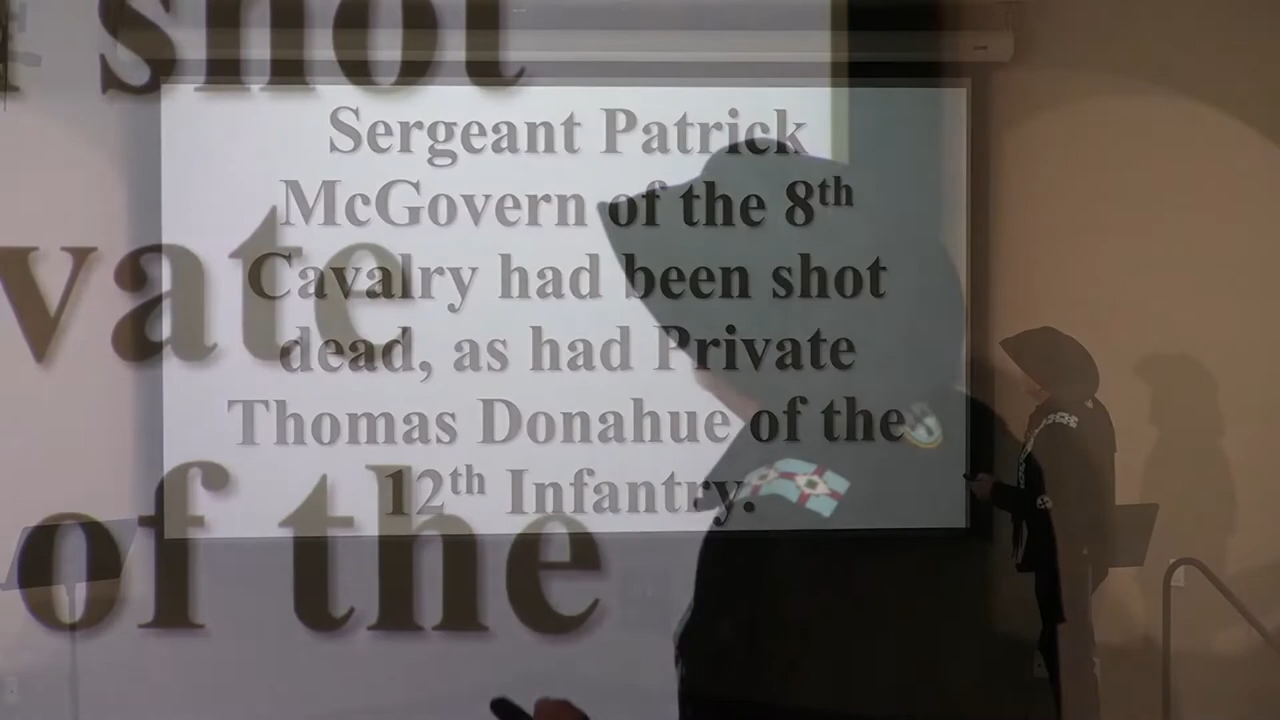 shot
Sergeant Patrick
McGovern of the 8th
Cavalry had been shot
vate
dead, as had Private
Thomas Donahue of the
12th Infantry.
of the